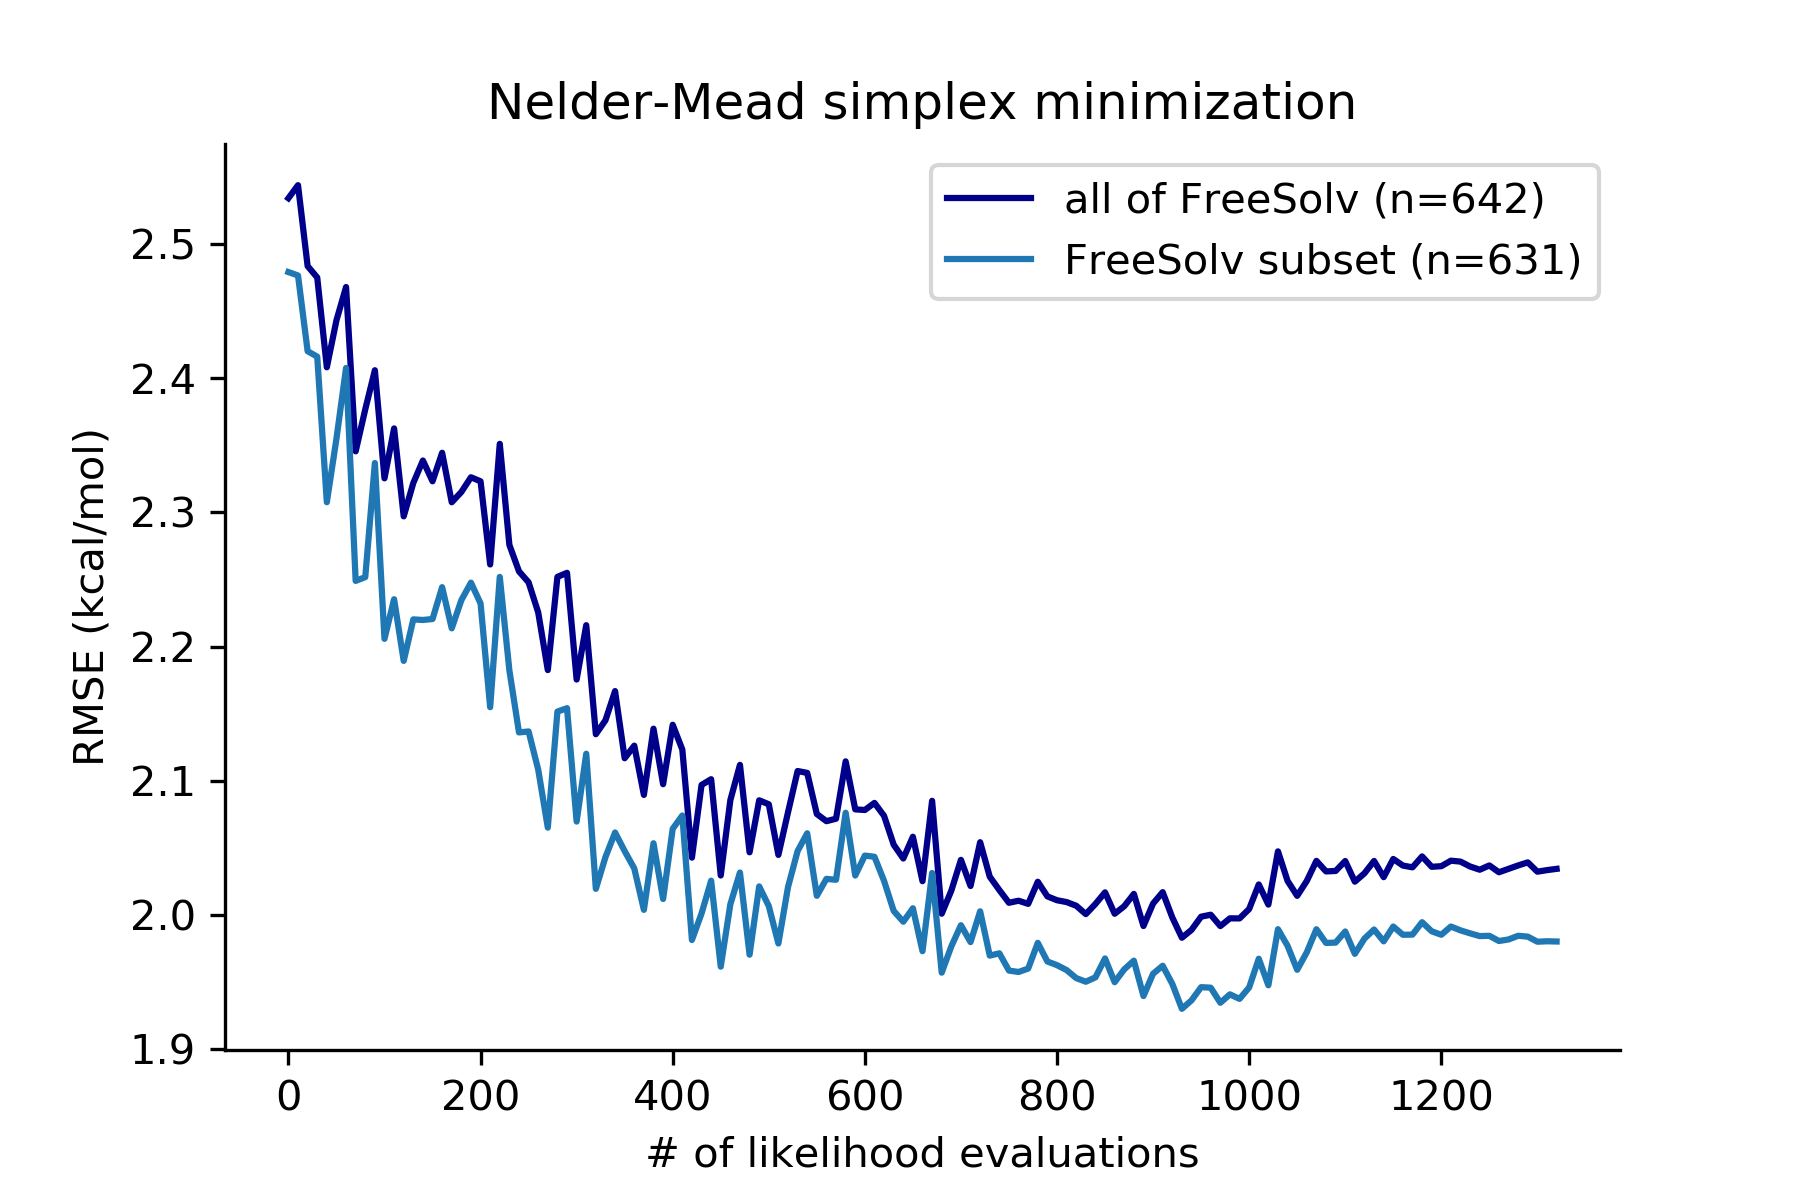 Nelder-Mead simplex minimization
all of FreeSolv (n=642)
FreeSolv subset (n=631)
RMSE (kcal/mol)
2.5
2.4
2.3
2.2
2.1
2.0
1.9
0 200 400 600 800 1000 1200
# of likelihood evaluations